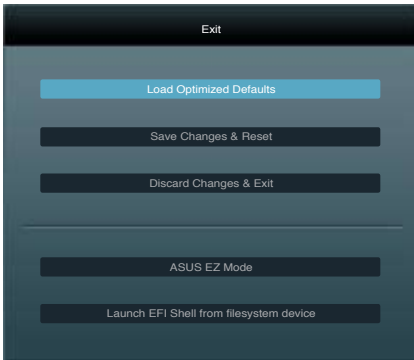 Exit
Load Optimized Defaults
Save Changes & Reset
Discard Changes & Exit
ASUS EZ Mode
Launch EFI Shell from filesystem device